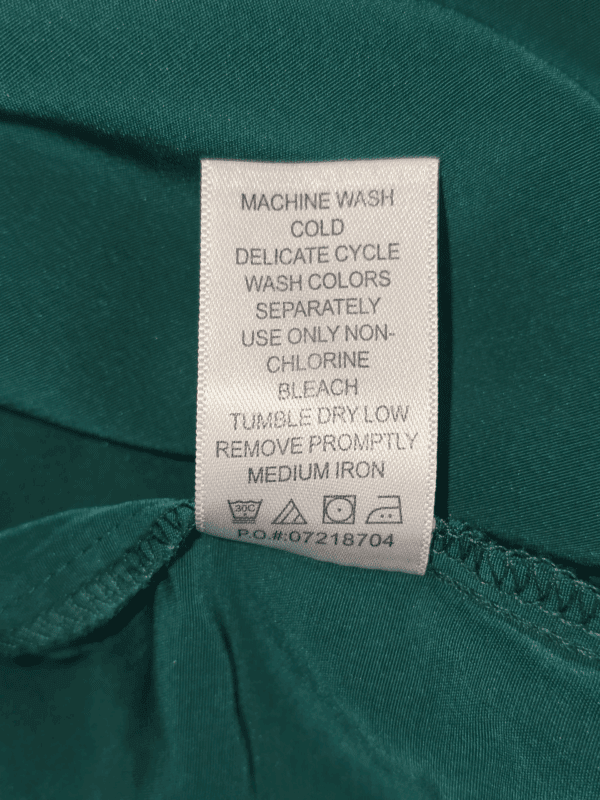 MACHINE WASH
COLD
DELICATE CYCLE
WASH COLORS
SEPARATELY
USE ONLY NON-
CHLORINE
BLEACH
TUMBLE DRY LOW
REMOVE PROMPTLY
MEDIUM IRON
30C
P.O.#:07218704